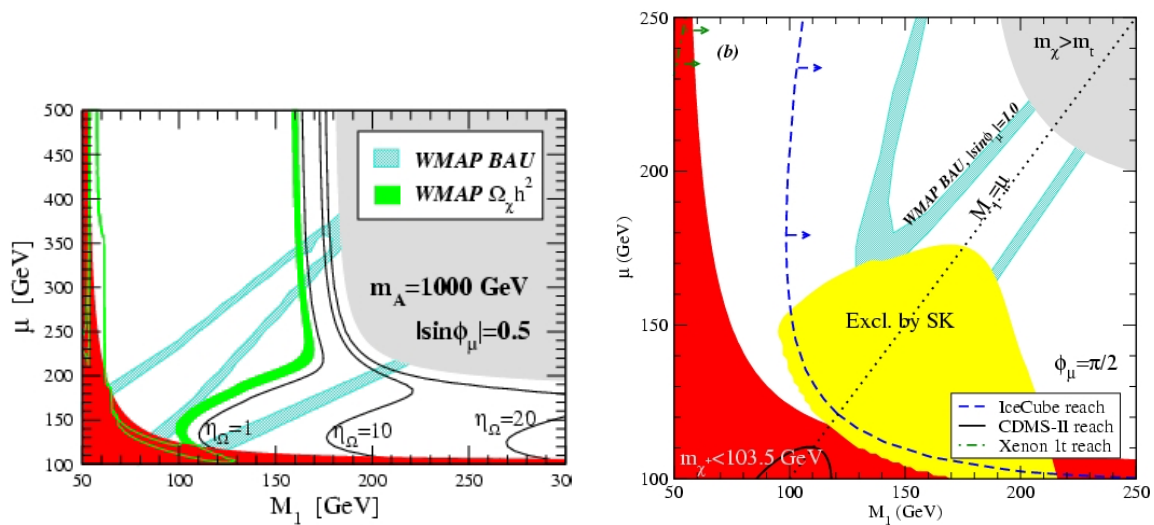 500
450
400
350
300
250
200
150
100
μ [GeV]
WMAP BAU
WMAP Ω_χ h²
m_A=1000 GeV
|sinφ_μ|=0.5
η_Ω=1
η_Ω=10
η_Ω=20
50 100 150 200 250 300
M_1 [GeV]
250
200
150
100
μ (GeV)
(b)
m_χ>m_t̃
WMAP BAU, |sinφ_μ|=1.0
M_1=μ
Excl. by SK
φ_μ=π/2
IceCube reach
CDMS-II reach
Xenon 1t reach
m_χ⁺<103.5 GeV
50 100 150 200 250
M_1 (GeV)